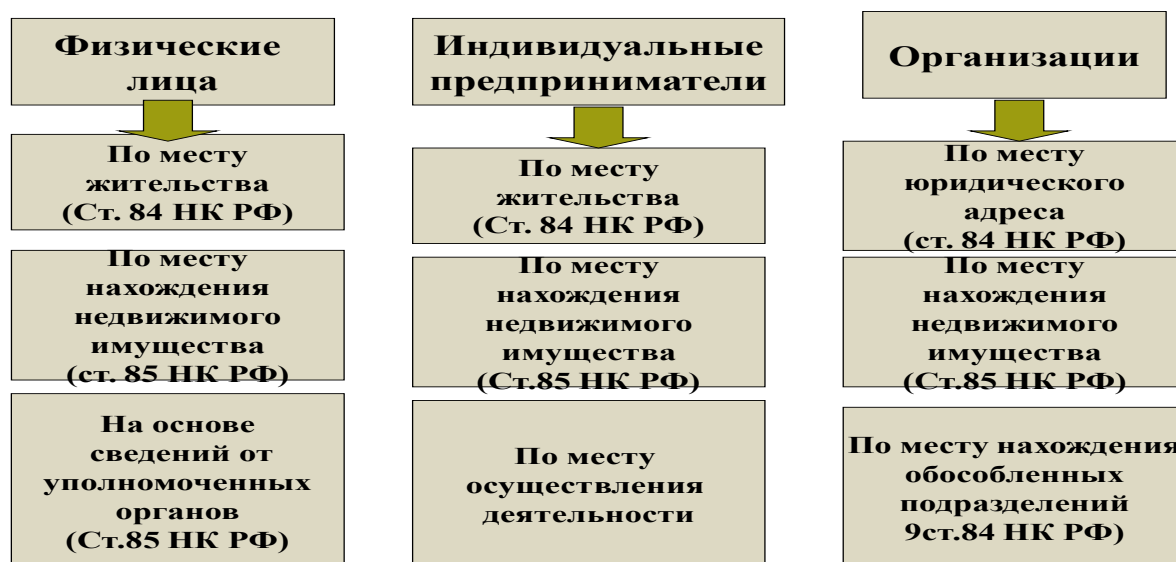 Физические
лица
По месту
жительства
(Ст. 84 НК РФ)
По месту
нахождения
недвижимого
имущества
(ст. 85 НК РФ)
На основе
сведений от
уполномоченных
органов
(Ст.85 НК РФ)
Индивидуальные
предприниматели
По месту
жительства
(Ст. 84 НК РФ)
По месту
нахождения
недвижимого
имущества
(Ст.85 НК РФ)
По месту
осуществления
деятельности
Организации
По месту
юридического
адреса
(ст. 84 НК РФ)
По месту
нахождения
недвижимого
имущества
(Ст.85 НК РФ)
По месту нахождения
обособленных
подразделений
9ст.84 НК РФ)